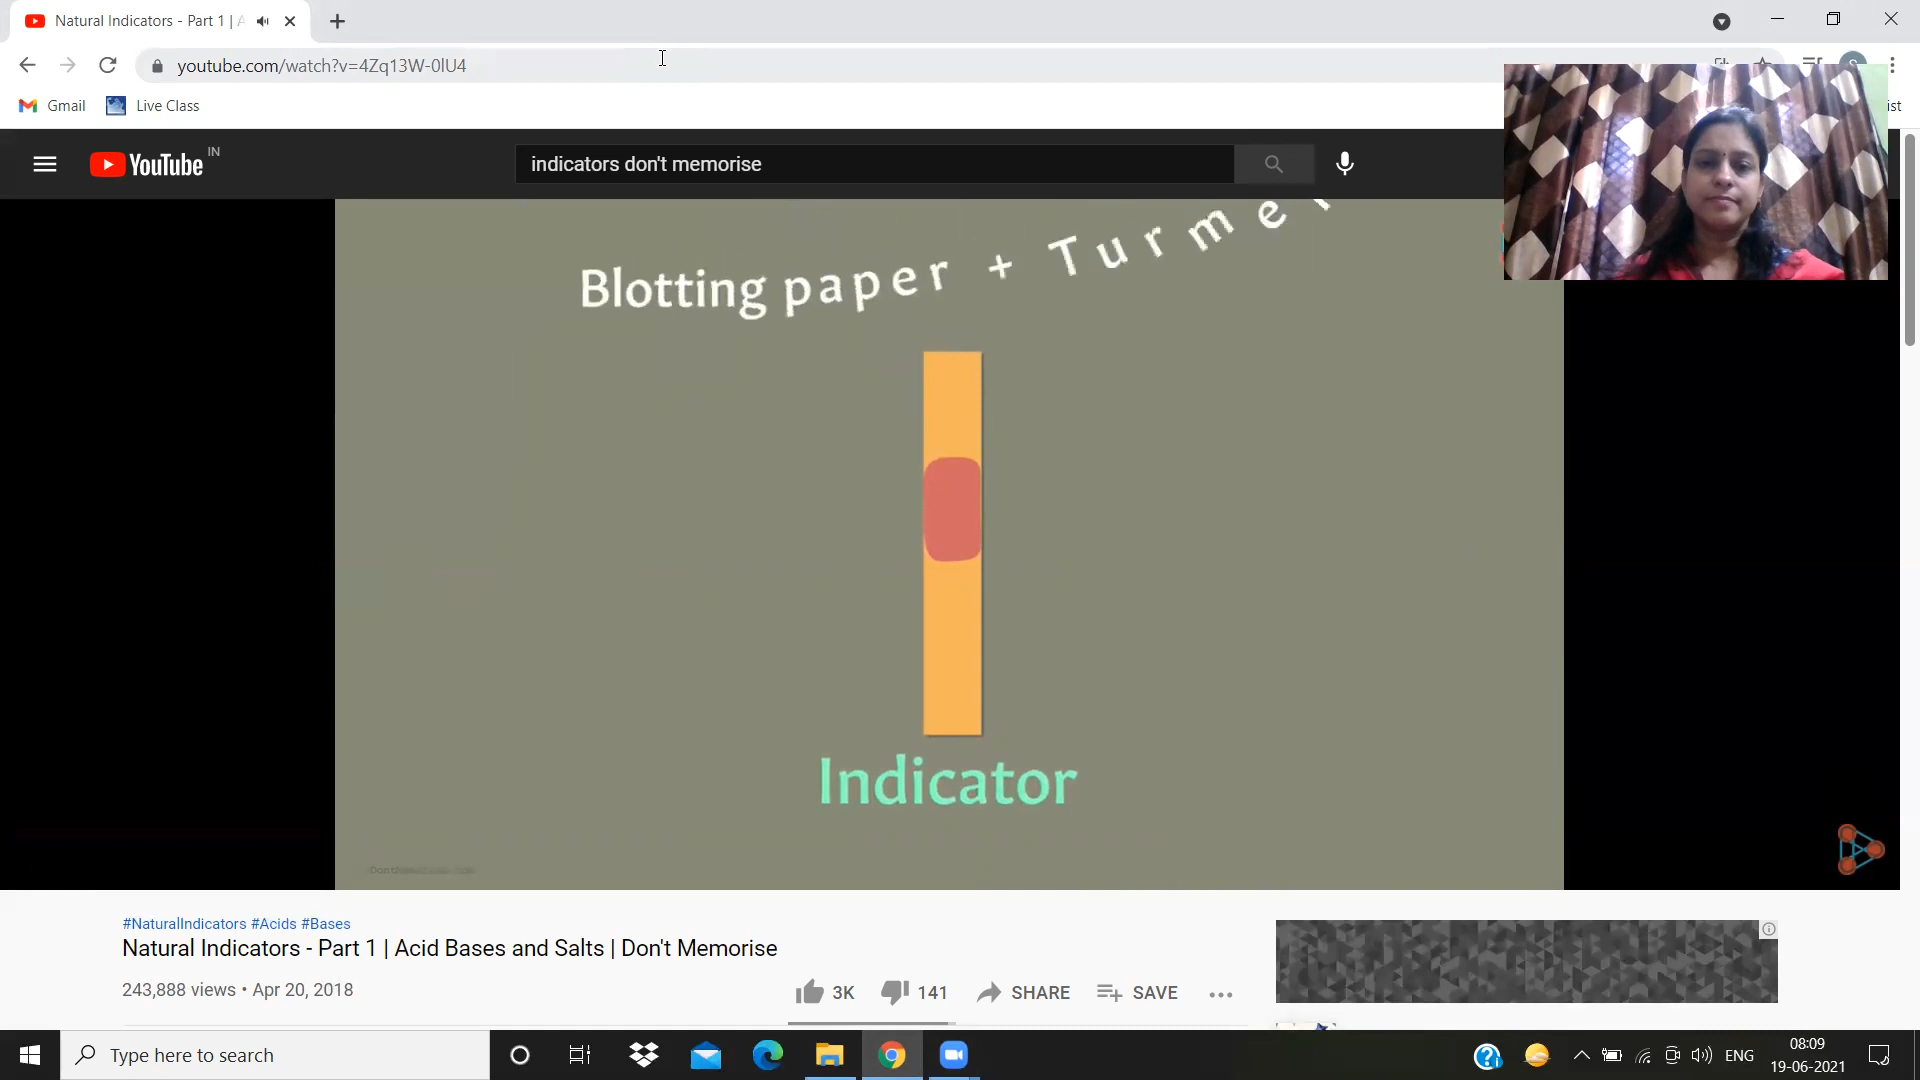 Natural Indicators - Part 1 |
youtube.com/watch?v=4Zq13W-0lU4
Gmail
Live Class
ist
YouTube
IN
indicators don't memorise
Blotting paper + Turme
Indicator
#NaturalIndicators #Acids #Bases
Natural Indicators - Part 1 | Acid Bases and Salts | Don't Memorise
243,888 views • Apr 20, 2018
3K
141
SHARE
SAVE
Type here to search
ENG
08:09
19-06-2021